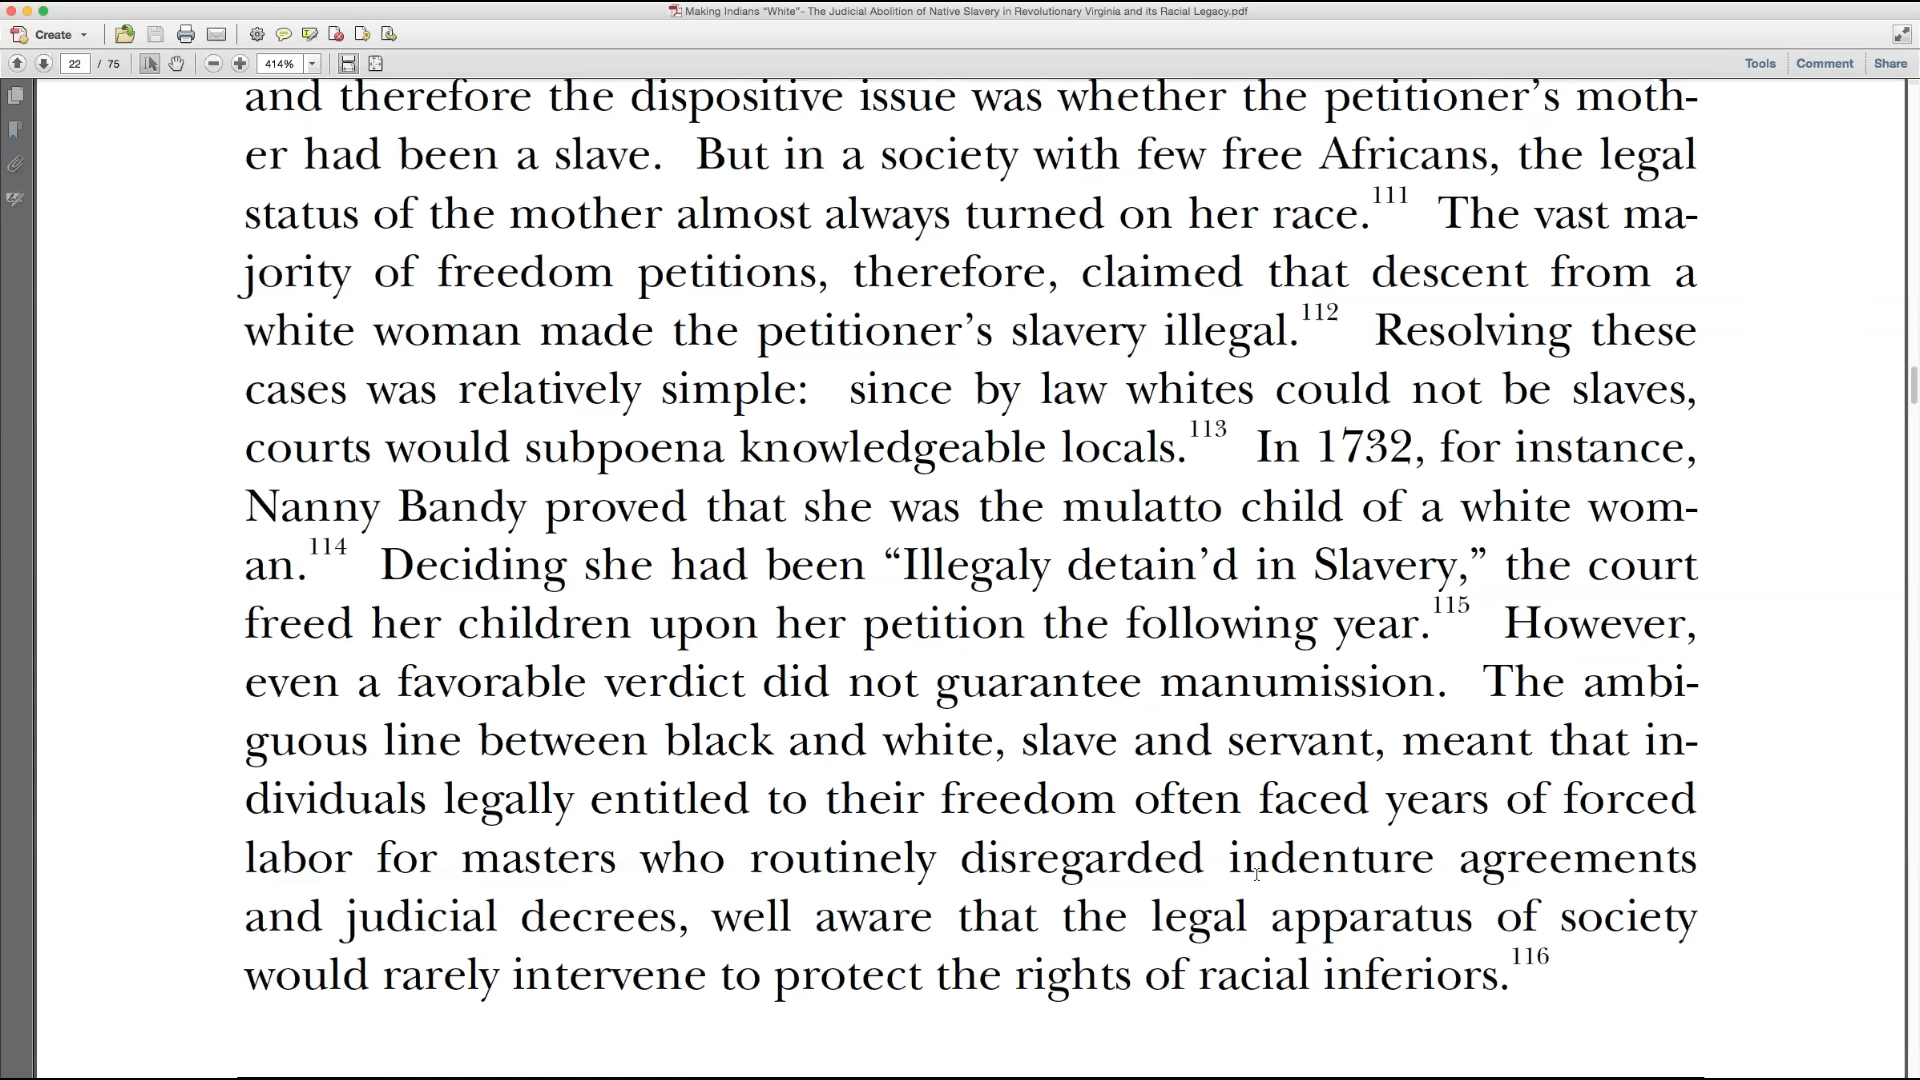 Making Indians "White"- The Judicial Abolition of Native Slavery in Revolutionary Virginia and its Racial Legacy.pdf
Create
22 / 75 414% Tools Comment Share
and therefore the dispositive issue was whether the petitioner’s moth-
er had been a slave. But in a society with few free Africans, the legal
status of the mother almost always turned on her race.111 The vast ma-
jority of freedom petitions, therefore, claimed that descent from a
white woman made the petitioner’s slavery illegal.112 Resolving these
cases was relatively simple: since by law whites could not be slaves,
courts would subpoena knowledgeable locals.113 In 1732, for instance,
Nanny Bandy proved that she was the mulatto child of a white wom-
an.114 Deciding she had been “Illegaly detain’d in Slavery,” the court
freed her children upon her petition the following year.115 However,
even a favorable verdict did not guarantee manumission. The ambi-
guous line between black and white, slave and servant, meant that in-
dividuals legally entitled to their freedom often faced years of forced
labor for masters who routinely disregarded indenture agreements
and judicial decrees, well aware that the legal apparatus of society
would rarely intervene to protect the rights of racial inferiors.116